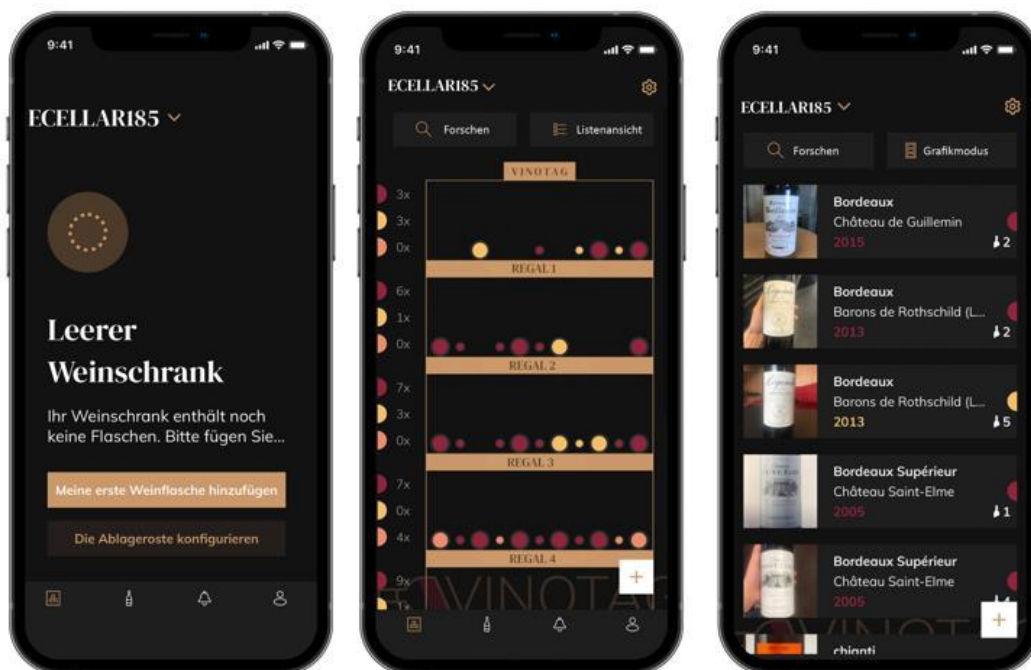 9:41
ECELLAR185
Leerer
Weinschrank
Ihr Weinschrank enthält noch
keine Flaschen. Bitte fügen Sie...
Meine erste Weinflasche hinzufügen
Die Ablageroste konfigurieren
9:41
ECELLAR185
Forschen
Listenansicht
VINOTAG
3x
3x
0x
REGAL 1
6x
1x
0x
REGAL 2
7x
3x
0x
REGAL 3
7x
0x
4x
REGAL 4
9x
+
VINOTAG
9:41
ECELLAR185
Forschen
Grafikmodus
Bordeaux
Château de Guillemin
2015
2
Bordeaux
Barons de Rothschild (L...
2013
2
Bordeaux
Barons de Rothschild (L...
2013
5
Bordeaux Supérieur
Château Saint-Elme
2005
1
Bordeaux Supérieur
Château Saint-Elme
2005
+
chianti